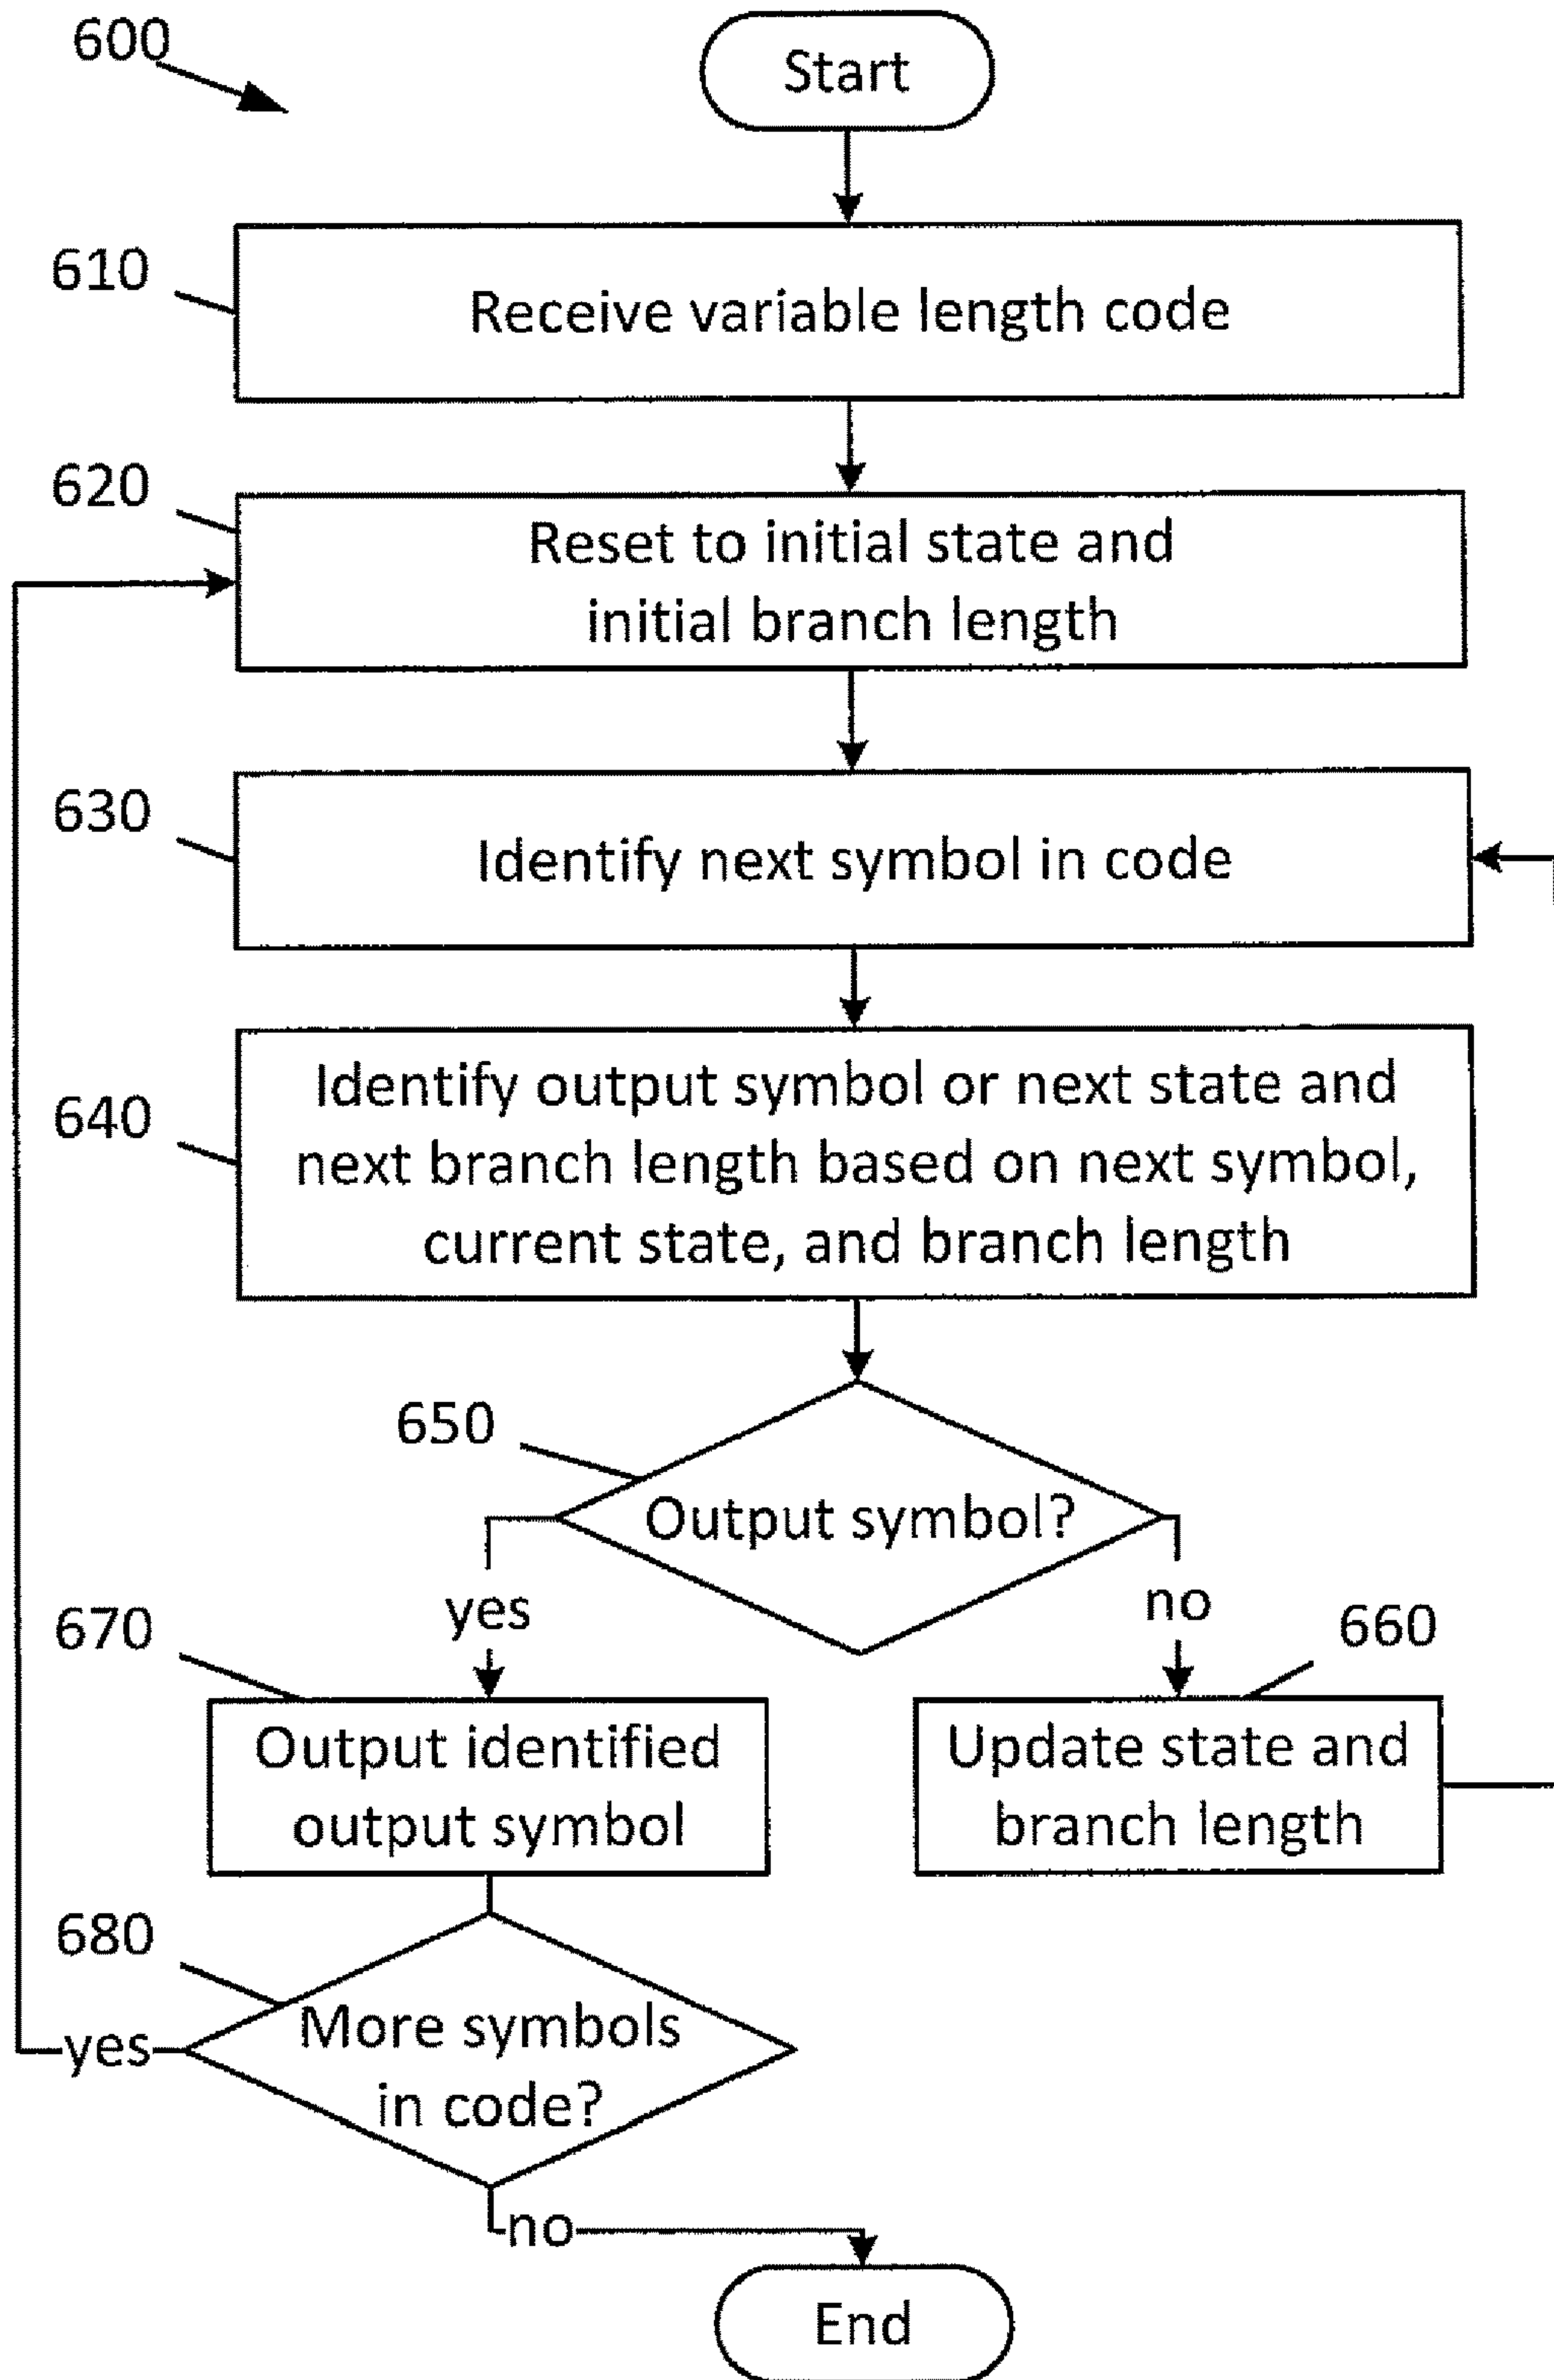 600
Start
610
Receive variable length code
620
Reset to initial state and
initial branch length
630
Identify next symbol in code
640
Identify output symbol or next state and
next branch length based on next symbol,
current state, and branch length
650
Output symbol?
yes
no
670
660
Output identified
output symbol
Update state and
branch length
680
More symbols
in code?
yes
no
End